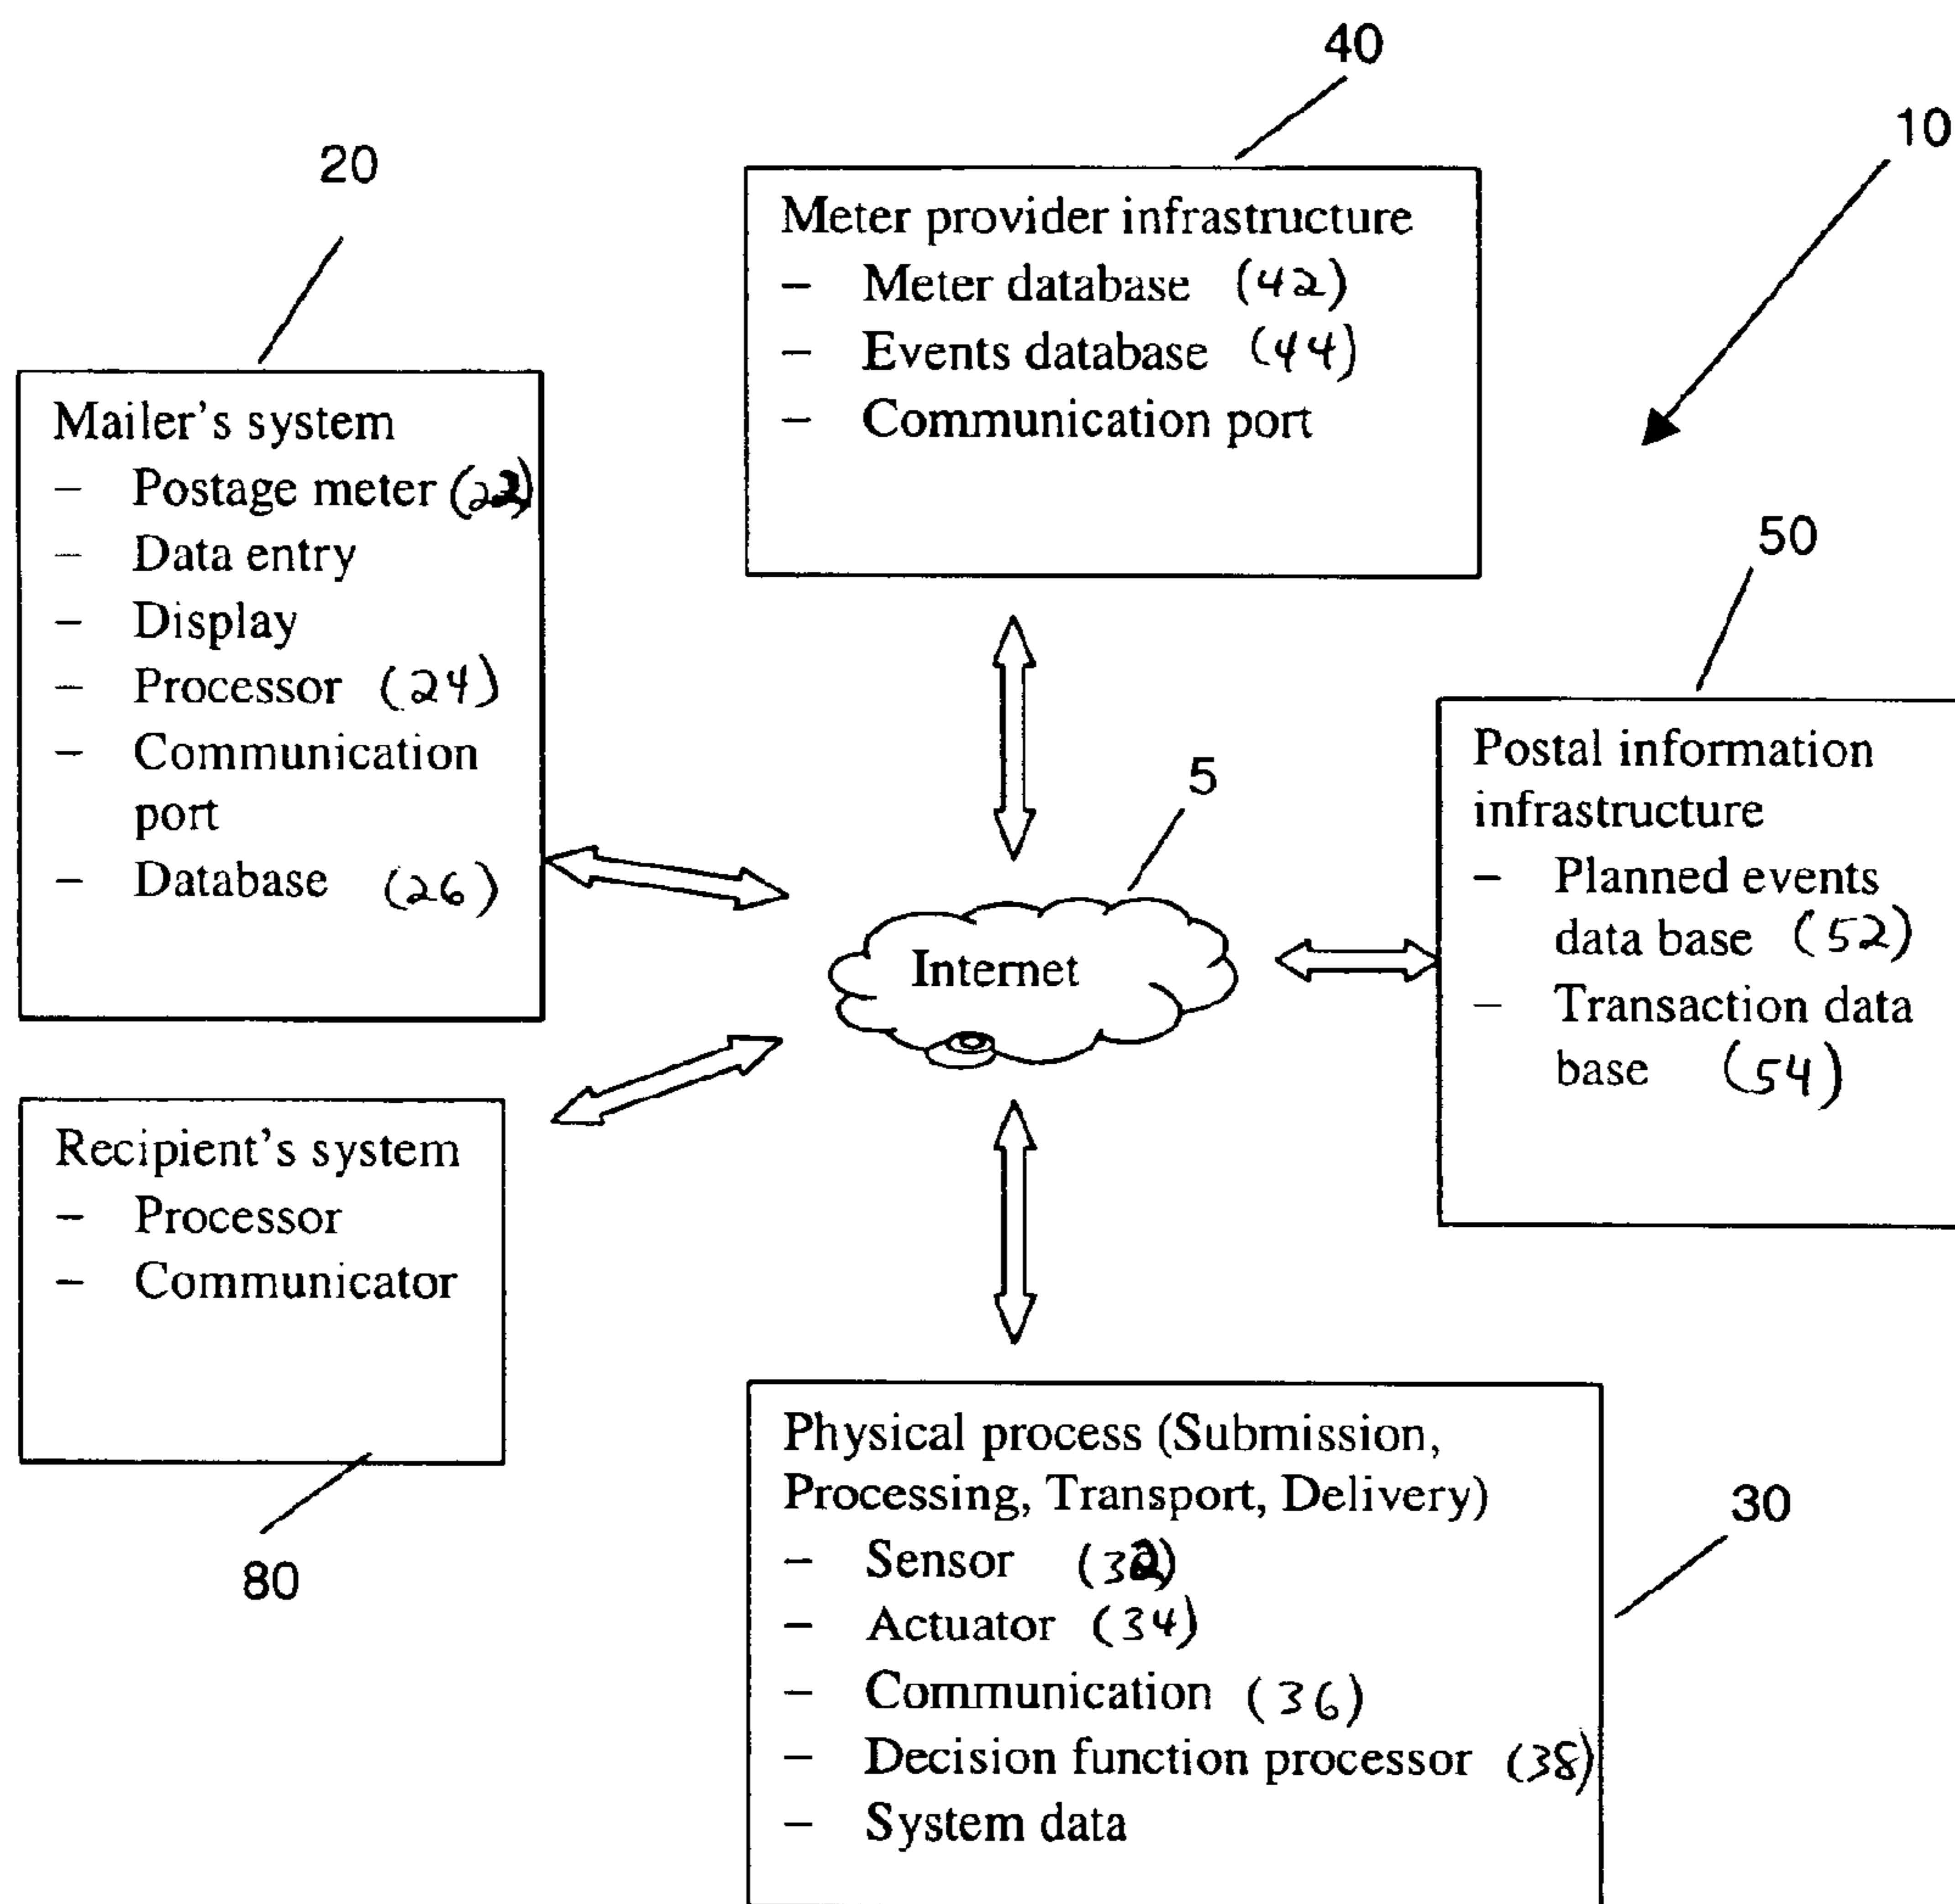 40
10
20
Meter provider infrastructure
– Meter database (42)
– Events database (44)
– Communication port
Mailer's system
– Postage meter
– Data entry
– Display
– Processor (24)
– Communication
port
– Database (26)
50
Postal information
infrastructure
– Planned events
data base (52)
– Transaction data
base (54)
5
Internet
Recipient's system
– Processor
– Communicator
80
Physical process (Submission,
Processing, Transport, Delivery)
– Sensor (32)
– Actuator (34)
– Communication (36)
– Decision function processor (38)
– System data
30